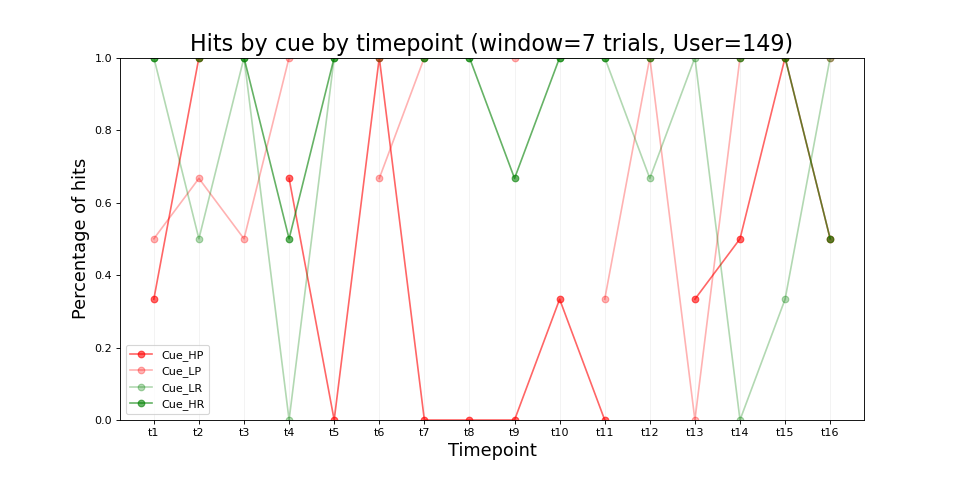 Hits by cue by timepoint (window=7 trials, User=149)
Percentage of hits
1.0
0.8
0.6
0.4
0.2
0.0
Cue_HP
Cue_LP
Cue_LR
Cue_HR
t1 t2 t3 t4 t5 t6 t7 t8 t9 t10 t11 t12 t13 t14 t15 t16
Timepoint